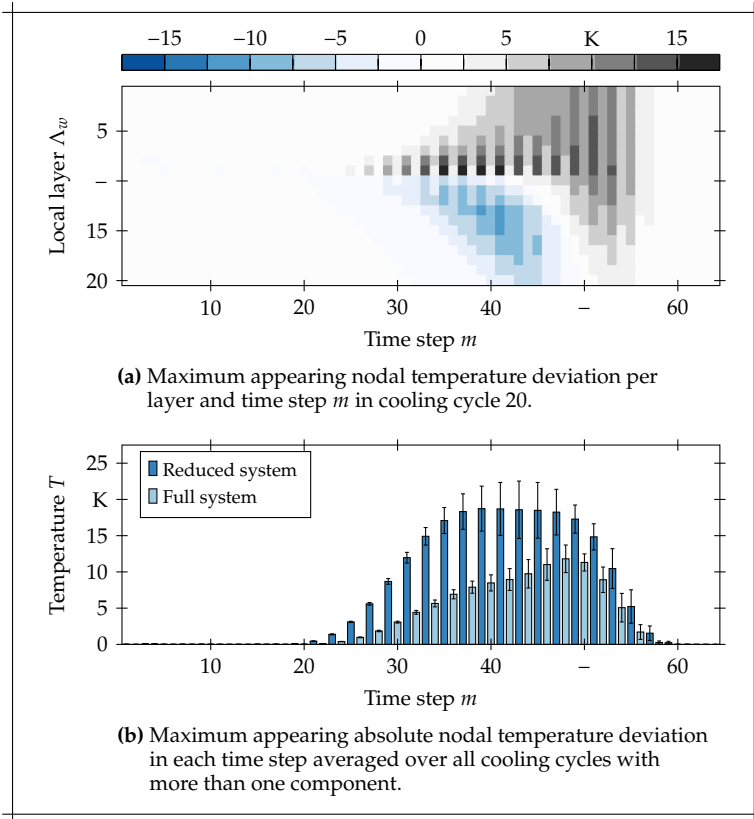 −15 −10 −5 0 5 K 15
5
–
15
20
Local layer Λw
10 20 30 40 – 60
Time step m
(a) Maximum appearing nodal temperature deviation per
layer and time step m in cooling cycle 20.
25
K
15
10
5
0
Temperature T
Reduced system
Full system
10 20 30 40 – 60
Time step m
(b) Maximum appearing absolute nodal temperature deviation
in each time step averaged over all cooling cycles with
more than one component.